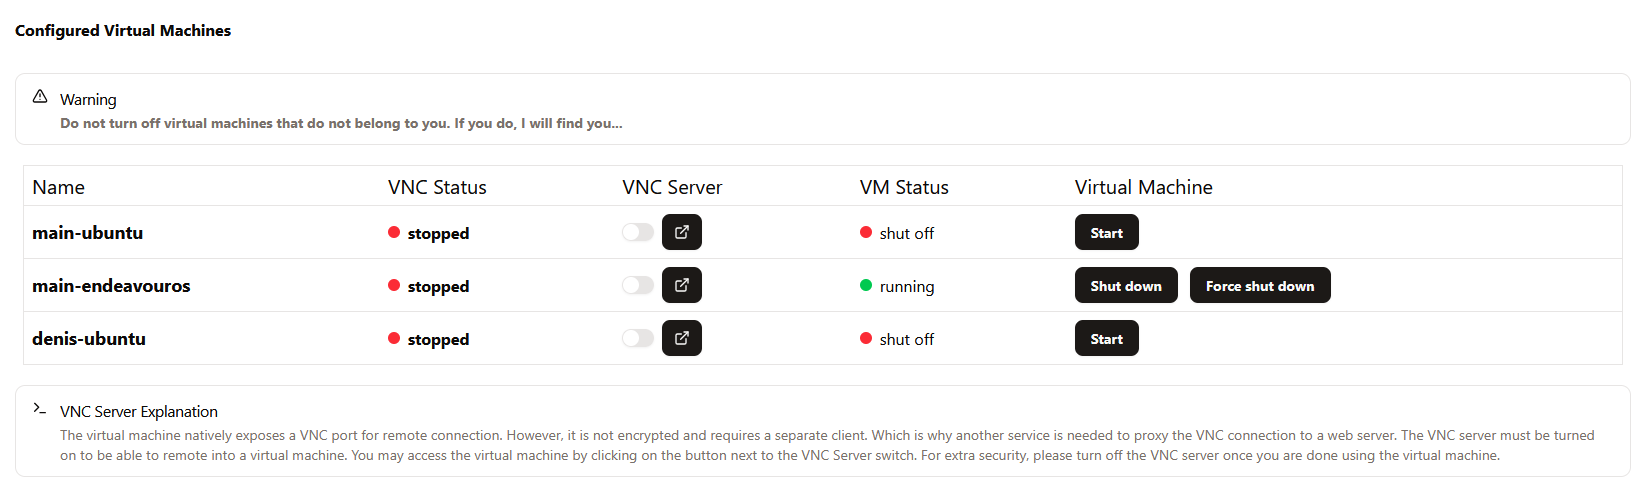 Configured Virtual Machines
Warning
Do not turn off virtual machines that do not belong to you. If you do, I will find you...
Name VNC Status VNC Server VM Status Virtual Machine
main-ubuntu stopped shut off Start
main-endeavouros stopped running Shut down Force shut down
denis-ubuntu stopped shut off Start
VNC Server Explanation
The virtual machine natively exposes a VNC port for remote connection. However, it is not encrypted and requires a separate client. Which is why another service is needed to proxy the VNC connection to a web server. The VNC server must be turned
on to be able to remote into a virtual machine. You may access the virtual machine by clicking on the button next to the VNC Server switch. For extra security, please turn off the VNC server once you are done using the virtual machine.